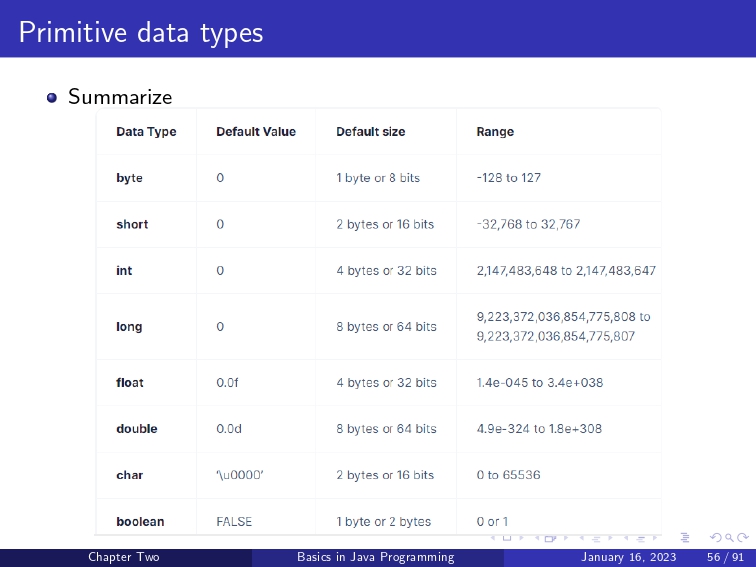 Primitive data types
Summarize
Data Type Default Value Default size Range
byte 0 1 byte or 8 bits -128 to 127
short 0 2 bytes or 16 bits -32,768 to 32,767
int 0 4 bytes or 32 bits 2,147,483,648 to 2,147,483,647
long 0 8 bytes or 64 bits 9,223,372,036,854,775,808 to
9,223,372,036,854,775,807
float 0.0f 4 bytes or 32 bits 1.4e-045 to 3.4e+038
double 0.0d 8 bytes or 64 bits 4.9e-324 to 1.8e+308
char '\u0000' 2 bytes or 16 bits 0 to 65536
boolean FALSE 1 byte or 2 bytes 0 or 1
Chapter Two Basics in Java Programming January 16, 2023 56 / 91